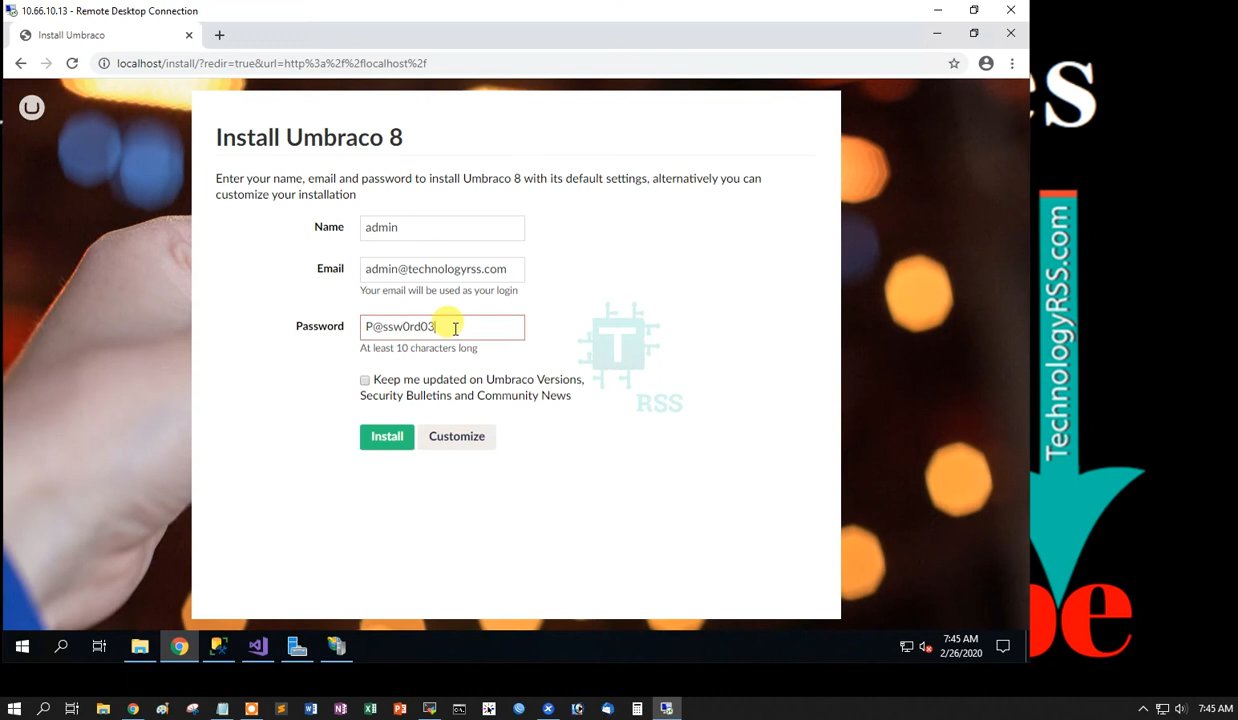 10.66.10.13 - Remote Desktop Connection
Install Umbraco
localhost/install/?redir=true&url=http%3a%2f%2flocalhost%2f
Install Umbraco 8
Enter your name, email and password to install Umbraco 8 with its default settings, alternatively you can
customize your installation
Name
admin
Email
admin@technologyrss.com
Your email will be used as your login
Password
P@ssw0rd03
At least 10 characters long
Keep me updated on Umbraco Versions,
Security Bulletins and Community News
Install
Customize
T
RSS
es
TechnologyRSS.com
be
7:45 AM
2/26/2020
7:45 AM